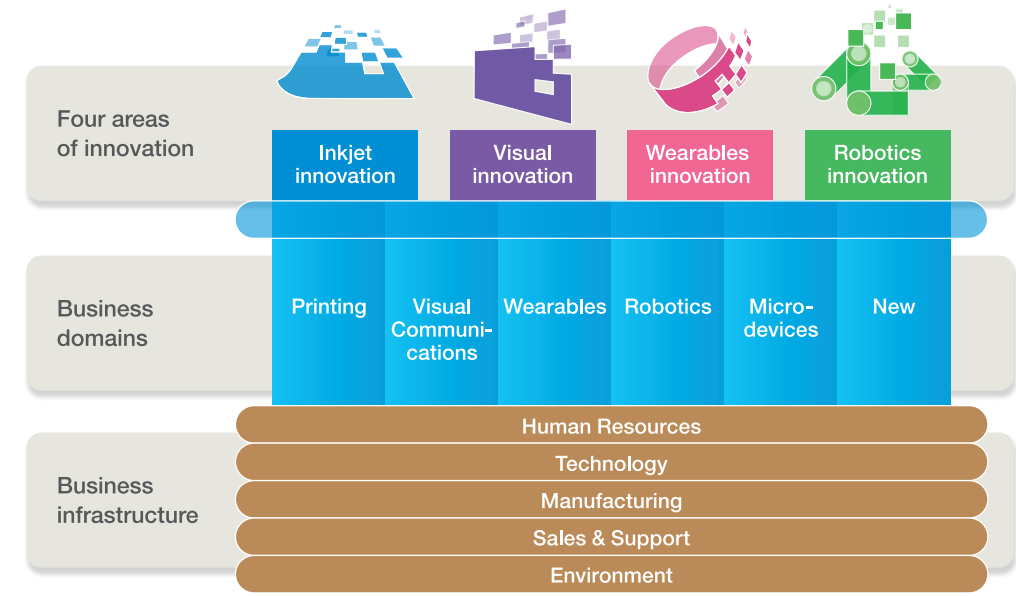 Four areas
of innovation
Inkjet
innovation
Visual
innovation
Wearables
innovation
Robotics
innovation
Business
domains
Printing
Visual
Communi-
cations
Wearables
Robotics
Micro-
devices
New
Business
infrastructure
Human Resources
Technology
Manufacturing
Sales & Support
Environment